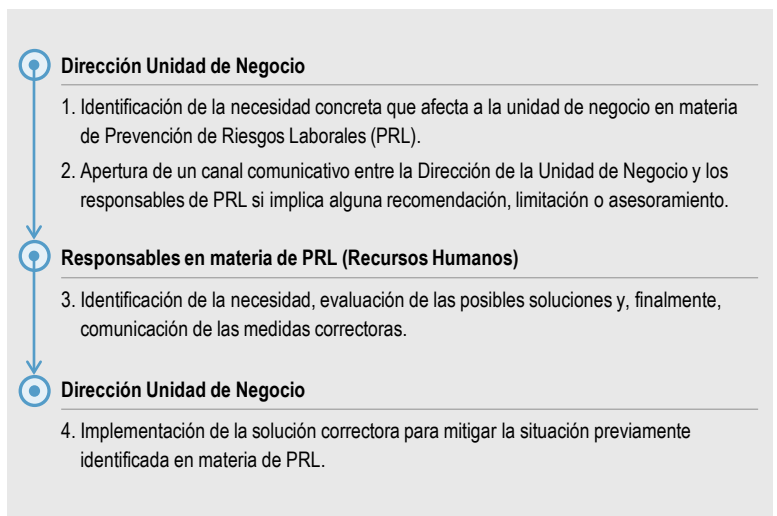 Dirección Unidad de Negocio
1. Identificación de la necesidad concreta que afecta a la unidad de negocio en materia
de Prevención de Riesgos Laborales (PRL).
2. Apertura de un canal comunicativo entre la Dirección de la Unidad de Negocio y los
responsables de PRL si implica alguna recomendación, limitación o asesoramiento.
Responsables en materia de PRL (Recursos Humanos)
3. Identificación de la necesidad, evaluación de las posibles soluciones y, finalmente,
comunicación de las medidas correctoras.
Dirección Unidad de Negocio
4. Implementación de la solución correctora para mitigar la situación previamente
identificada en materia de PRL.